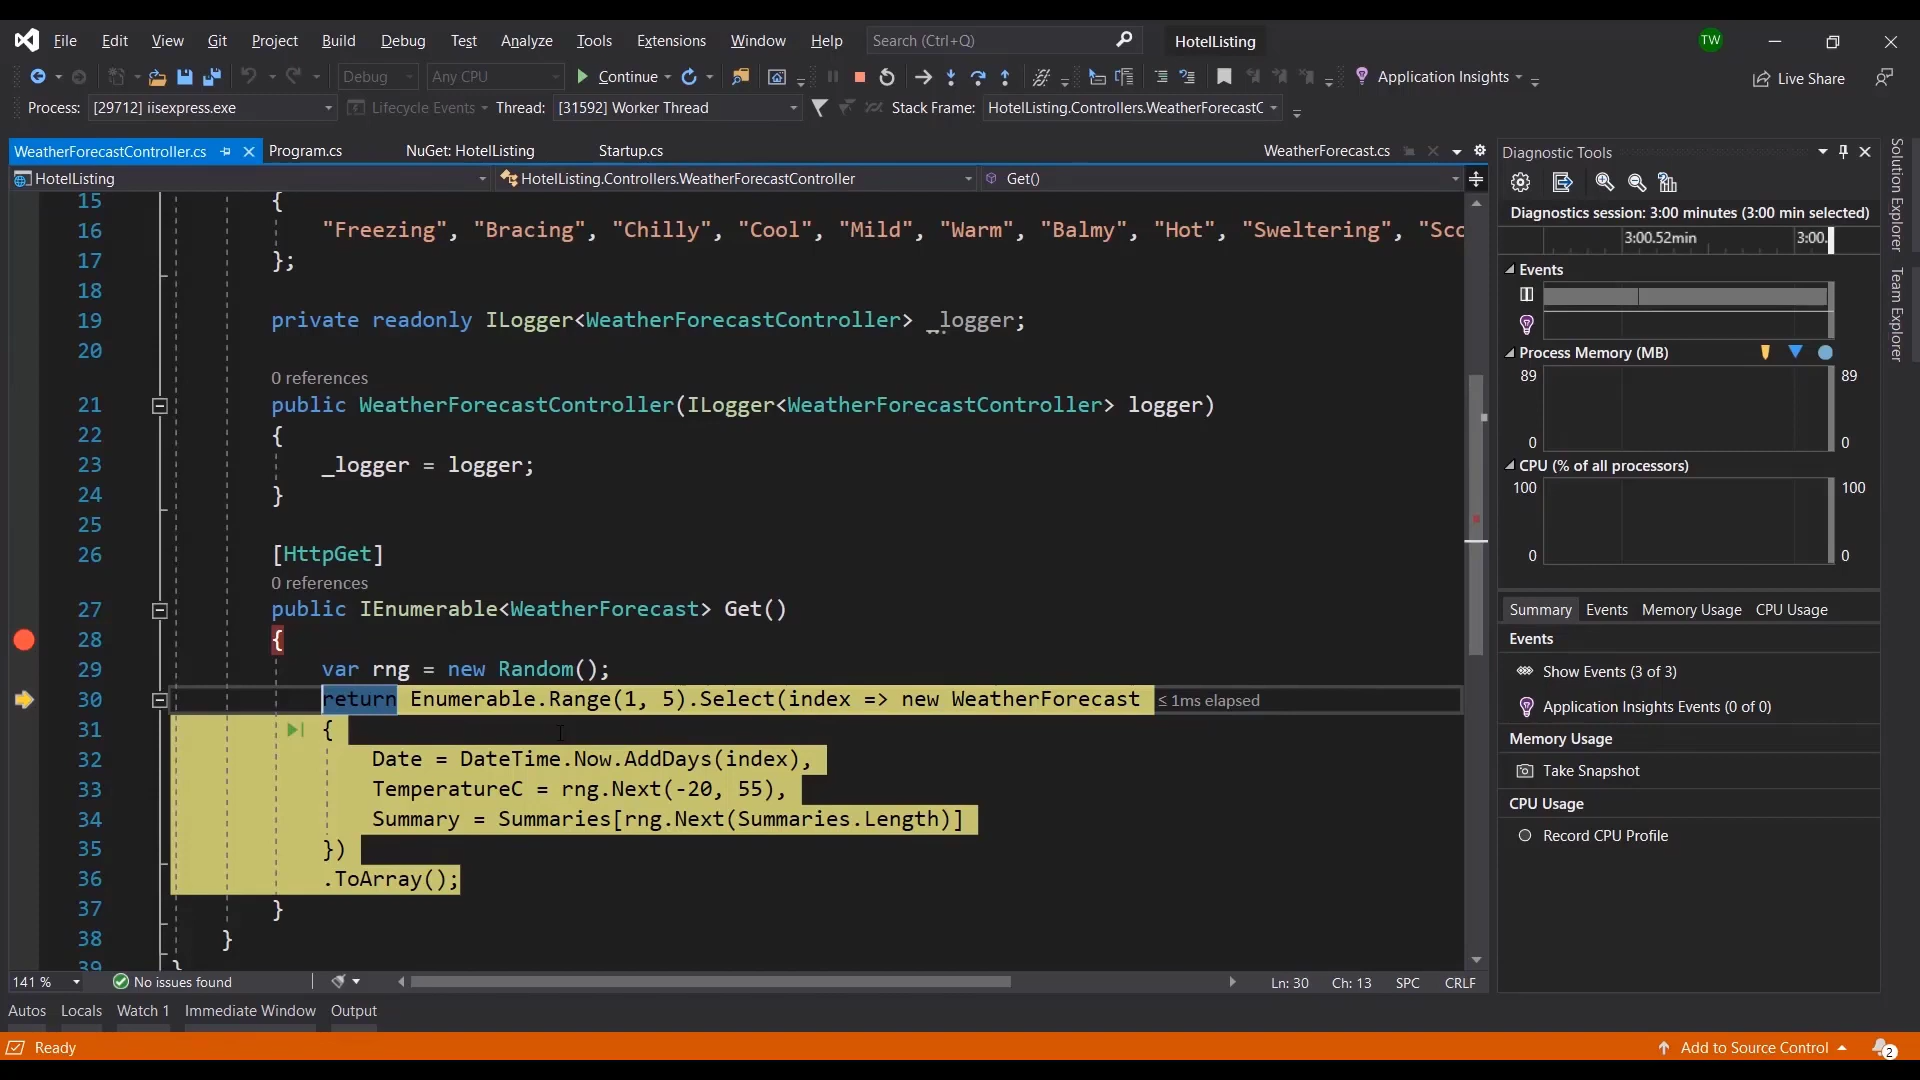 File Edit View Git Project Build Debug Test Analyze Tools Extensions Window Help Search (Ctrl+Q) HotelListing TW
Debug Any CPU Continue Application Insights Live Share
Process: [29712] iisexpress.exe Lifecycle Events Thread: [31592] Worker Thread Stack Frame: HotelListing.Controllers.WeatherForecastC
WeatherForecastController.cs Program.cs NuGet: HotelListing Startup.cs WeatherForecast.cs
HotelListing HotelListing.Controllers.WeatherForecastController Get()
15 {
16 "Freezing", "Bracing", "Chilly", "Cool", "Mild", "Warm", "Balmy", "Hot", "Sweltering", "Sco
17 };
18
19 private readonly ILogger<WeatherForecastController> _logger;
20
0 references
21 public WeatherForecastController(ILogger<WeatherForecastController> logger)
22 {
23 _logger = logger;
24 }
25
26 [HttpGet]
0 references
27 public IEnumerable<WeatherForecast> Get()
28 {
29 var rng = new Random();
30 return Enumerable.Range(1, 5).Select(index => new WeatherForecast ≤ 1ms elapsed
31 {
32 Date = DateTime.Now.AddDays(index),
33 TemperatureC = rng.Next(-20, 55),
34 Summary = Summaries[rng.Next(Summaries.Length)]
35 })
36 .ToArray();
37 }
38 }
39 }
141 % No issues found Ln: 30 Ch: 13 SPC CRLF
Autos Locals Watch 1 Immediate Window Output
Ready Add to Source Control 2
Diagnostic Tools
Diagnostics session: 3:00 minutes (3:00 min selected)
3:00.52min 3:00.
Events
Process Memory (MB)
89 89
0 0
CPU (% of all processors)
100 100
0 0
Summary Events Memory Usage CPU Usage
Events
Show Events (3 of 3)
Application Insights Events (0 of 0)
Memory Usage
Take Snapshot
CPU Usage
Record CPU Profile
Solution Explorer
Team Explorer